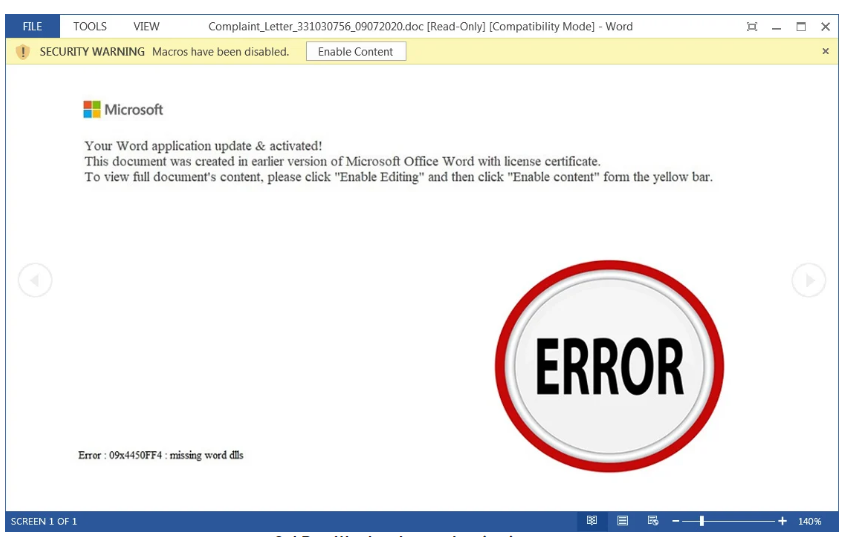 FILE TOOLS VIEW Complaint_Letter_331030756_09072020.doc [Read-Only] [Compatibility Mode] - Word
SECURITY WARNING Macros have been disabled. Enable Content
Microsoft
Your Word application update & activated!
This document was created in earlier version of Microsoft Office Word with license certificate.
To view full document's content, please click "Enable Editing" and then click "Enable content" form the yellow bar.
ERROR
Error : 09x4450FF4 : missing word dlls
SCREEN 1 OF 1 140%